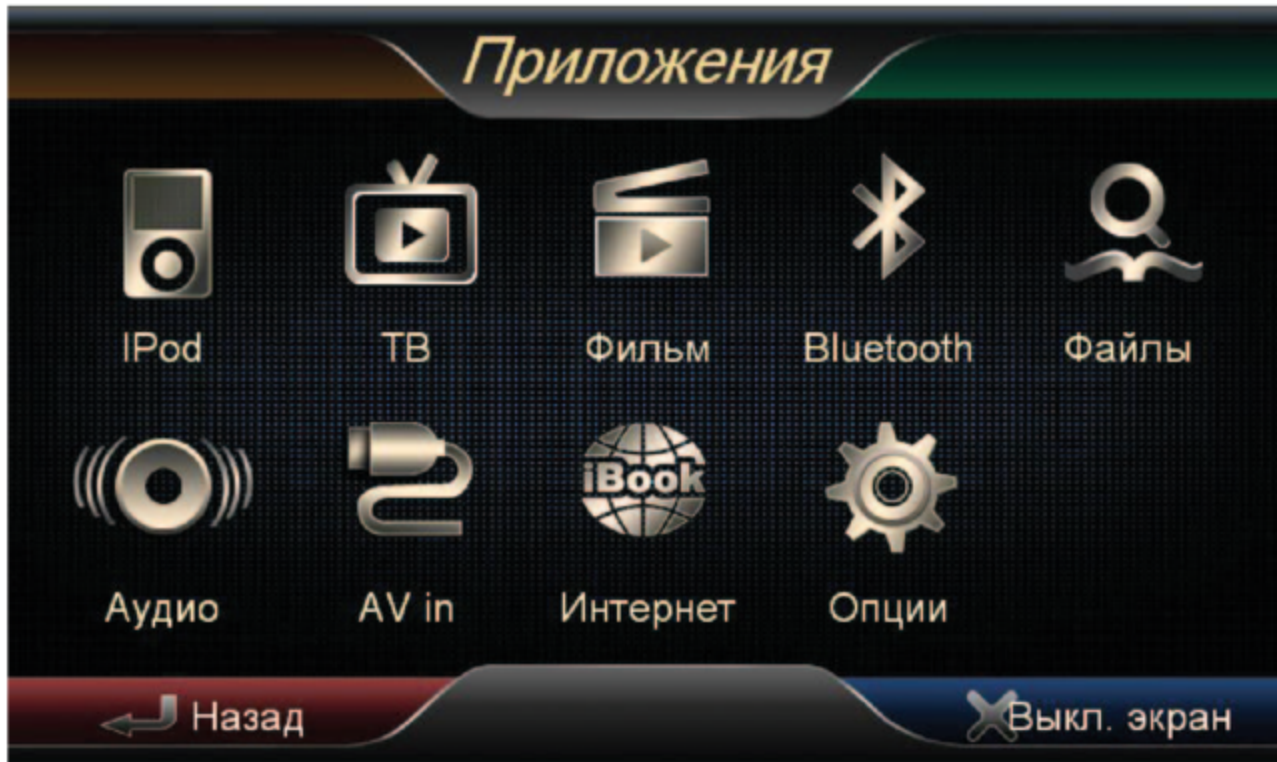 Приложения
IPod ТВ Фильм Bluetooth Файлы
iBook
Аудио AV in Интернет Опции
Назад Выкл. экран